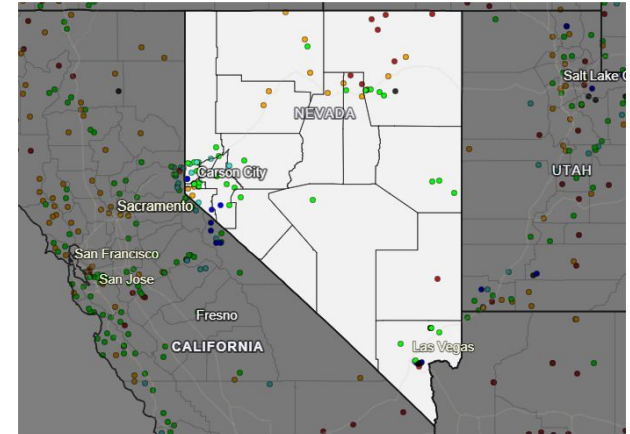 Salt Lake C
NEVADA
Carson City
UTAH
Sacramento
San Francisco
San Jose
Fresno
CALIFORNIA
Las Vegas